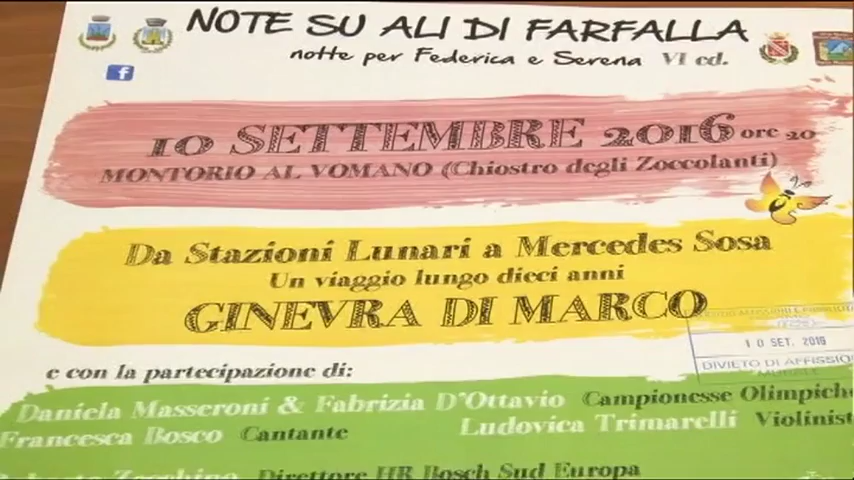 NOTE SU ALI DI FARFALLA
notte per Federica e Serena VI ed.
f
10 SETTEMBRE 2016 ore 20
MONTORIO AL VOMANO (Chiostro degli Zoccolanti)
Da Stazioni Lunari a Mercedes Sosa
Un viaggio lungo dieci anni
GINEVRA DI MARCO
10 SET. 2016
DIVIETO DI AFFISSIO
e con la partecipazione di:
Daniela Masseroni & Fabrizia D'Ottavio Campionesse Olimpiche
Francesca Bosco Cantante Ludovica Trimarelli Violinist
Direttore HR Bosch Sud Europa